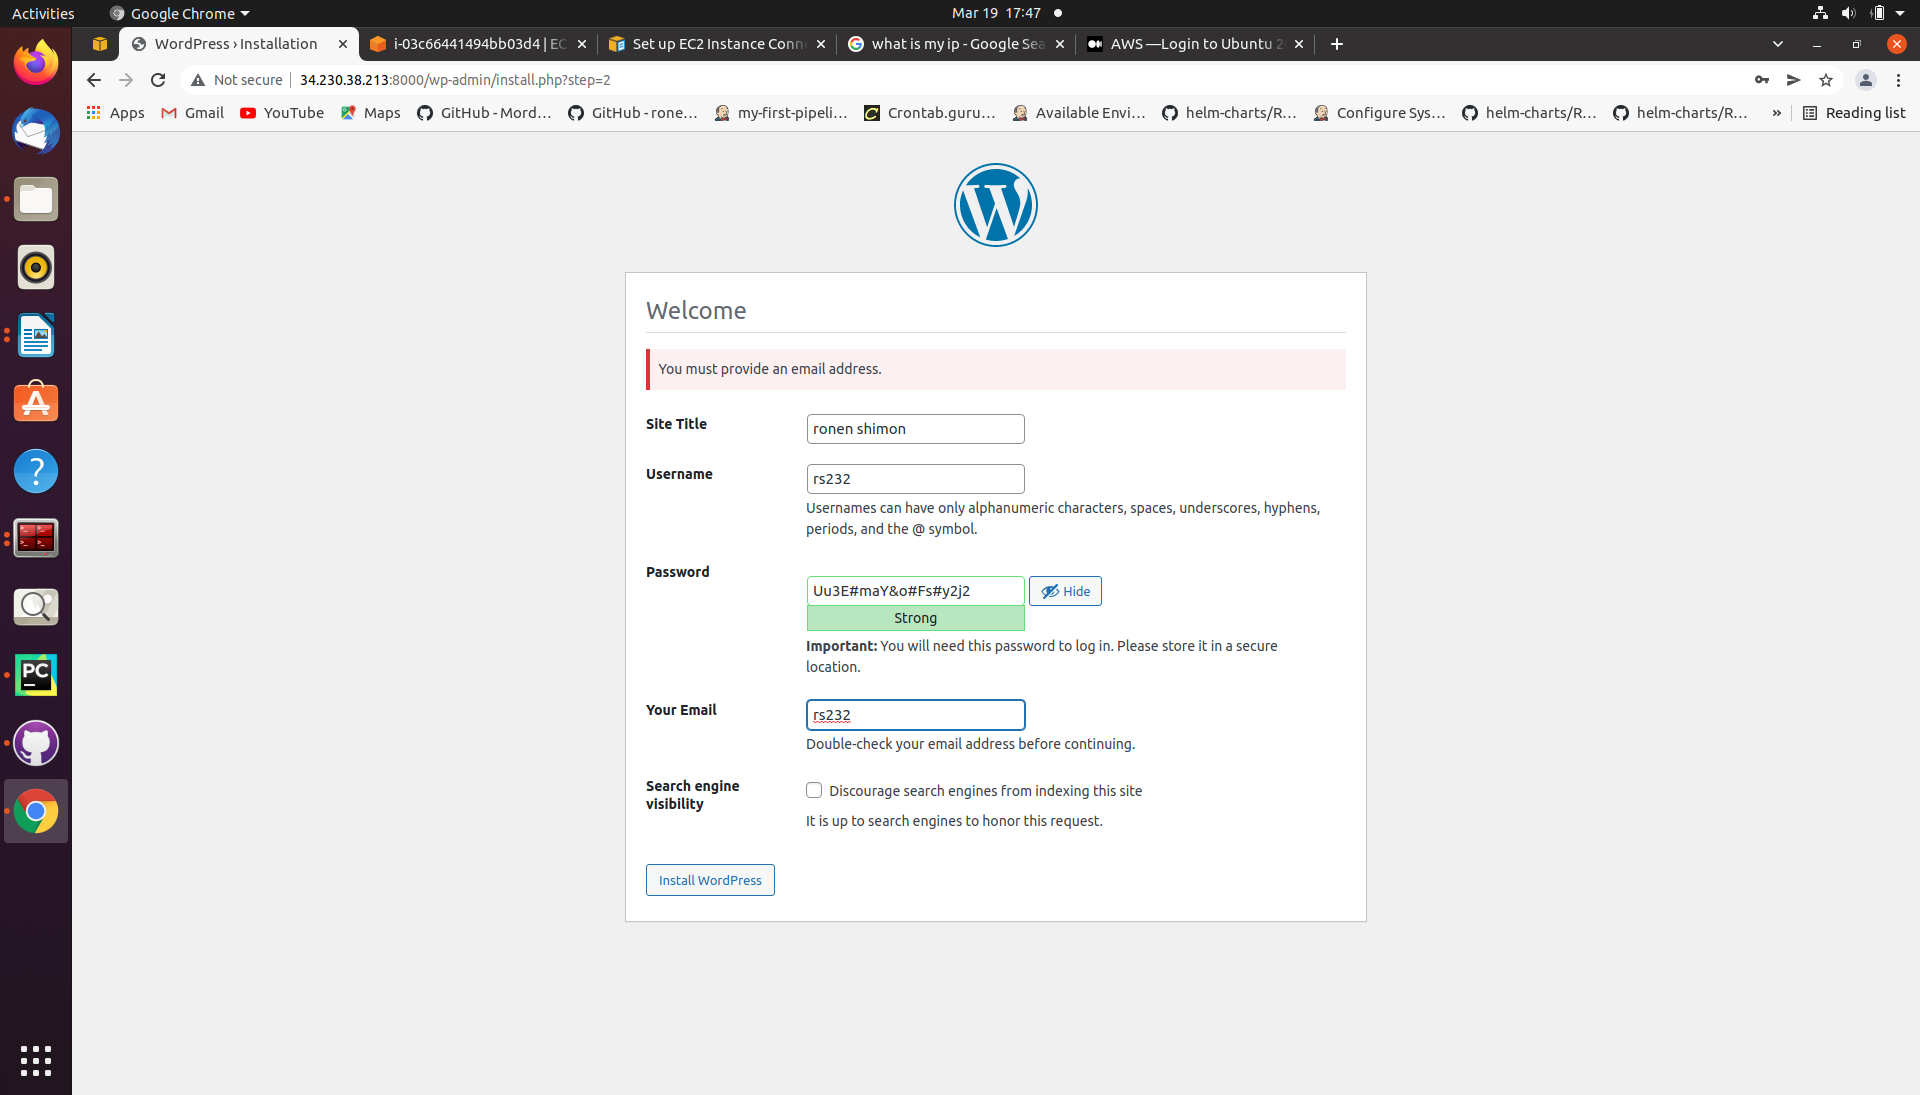 Activities
Google Chrome
Mar 19 17:47
WordPress › Installation
i-03c66441494bb03d4 | EC
Set up EC2 Instance Conn
what is my ip - Google Sea
AWS —Login to Ubuntu 2
Not secure
34.230.38.213:8000/wp-admin/install.php?step=2
Apps
Gmail
YouTube
Maps
GitHub - Mord...
GitHub - rone...
my-first-pipeli...
Crontab.guru...
Available Envi...
helm-charts/R...
Configure Sys...
helm-charts/R...
helm-charts/R...
»
Reading list
W
Welcome
You must provide an email address.
Site Title
ronen shimon
Username
rs232
Usernames can have only alphanumeric characters, spaces, underscores, hyphens,
periods, and the @ symbol.
Password
Uu3E#maY&o#Fs#y2j2
Hide
Strong
Important: You will need this password to log in. Please store it in a secure
location.
Your Email
rs232
Double-check your email address before continuing.
Search engine
visibility
Discourage search engines from indexing this site
It is up to search engines to honor this request.
Install WordPress
PC